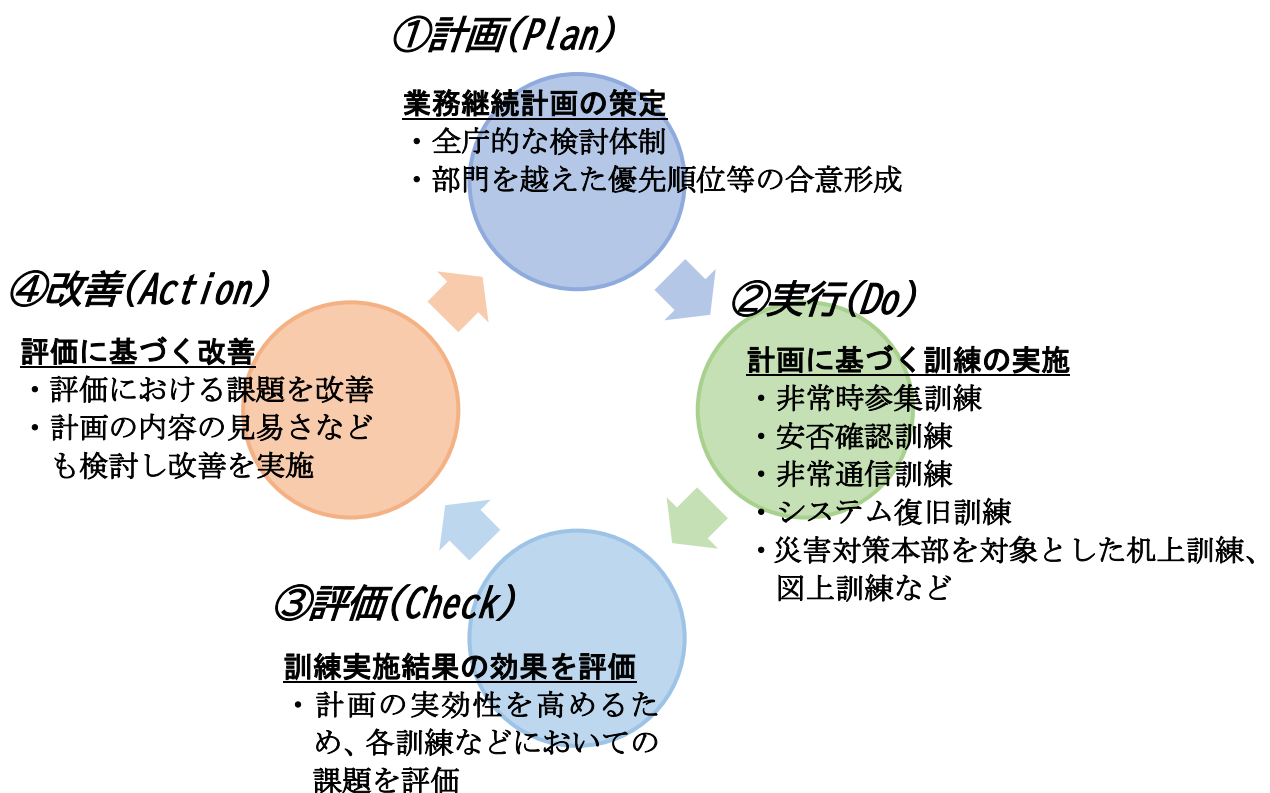 ①計画(Plan)
業務継続計画の策定
・全庁的な検討体制
・部門を越えた優先順位等の合意形成
②実行(Do)
計画に基づく訓練の実施
・非常時参集訓練
・安否確認訓練
・非常通信訓練
・システム復旧訓練
・災害対策本部を対象とした机上訓練、
図上訓練など
③評価(Check)
訓練実施結果の効果を評価
・計画の実効性を高めるた
め、各訓練などにおいての
課題を評価
④改善(Action)
評価に基づく改善
・評価における課題を改善
・計画の内容の見易さなど
も検討し改善を実施